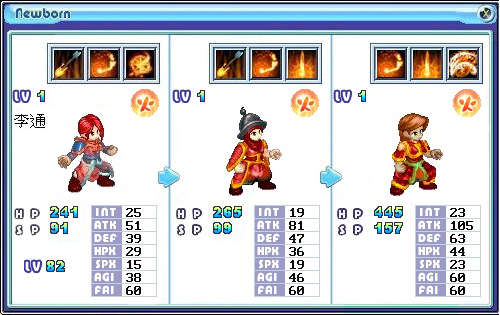 Newborn
LV 1
火
李通
HP 241
SP 91
LV 82
INT 25
ATK 51
DEF 39
HPX 29
SPX 15
AGI 38
FAI 60
LV 1
火
HP 265
SP 99
INT 19
ATK 81
DEF 47
HPX 36
SPX 19
AGI 46
FAI 60
LV 1
火
HP 445
SP 157
INT 23
ATK 105
DEF 63
HPX 44
SPX 23
AGI 60
FAI 60